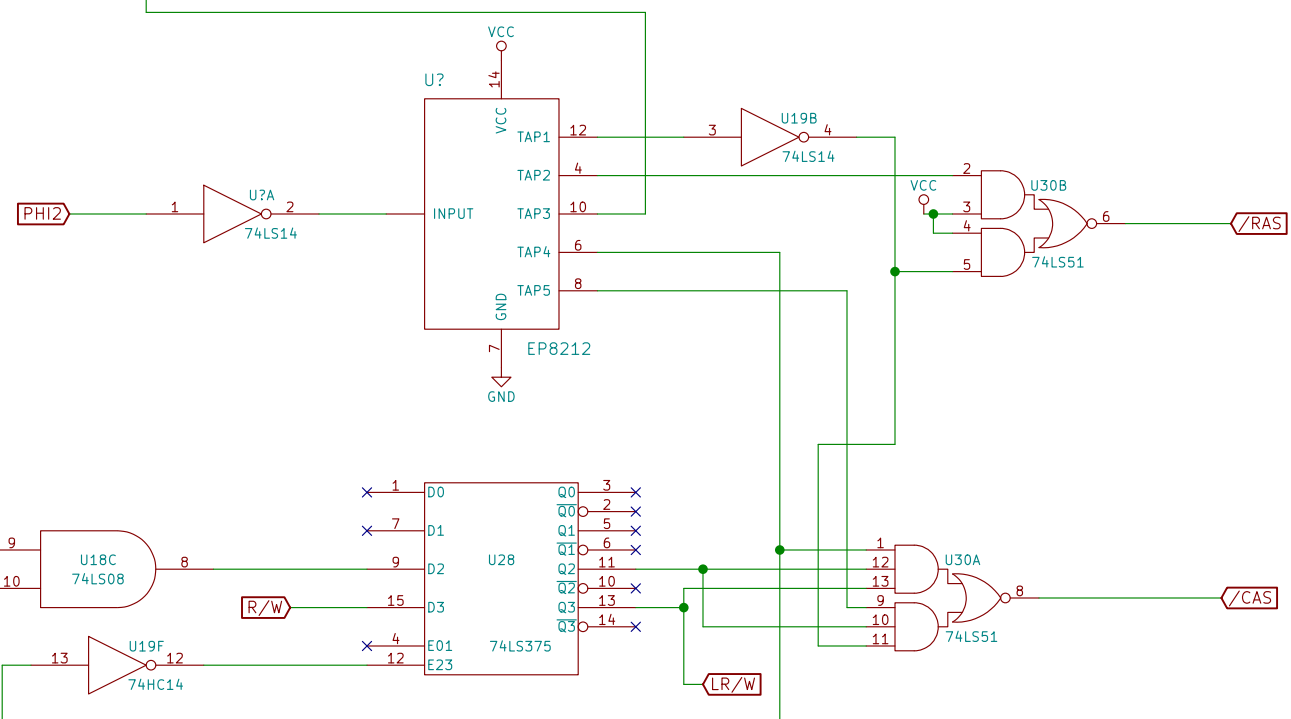 VCC
14
U?
VCC
TAP1
12
3
U19B
4
74LS14
TAP2
4
2
U30B
VCC
PHI2
1
U?A
2
74LS14
INPUT
TAP3
10
3
6
/RAS
4
TAP4
6
74LS51
5
TAP5
8
GND
7
EP8212
GND
1
D0
Q0
3
Q0
2
7
D1
Q1
5
9
U18C
8
74LS08
10
U28
Q1
6
1
U30A
9
D2
Q2
11
12
Q2
10
13
8
/CAS
R/W
15
D3
Q3
13
9
Q3
14
10
74LS51
U19F
4
E01
74LS375
11
13
12
74HC14
12
E23
LR/W